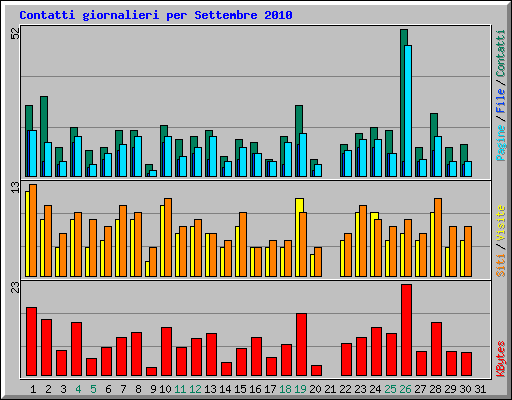 Contatti giornalieri per Settembre 2010
52
13
23
Pagine / File / Contatti
Siti / Visite
KBytes
1 2 3 4 5 6 7 8 9 10 11 12 13 14 15 16 17 18 19 20 21 22 23 24 25 26 27 28 29 30 31